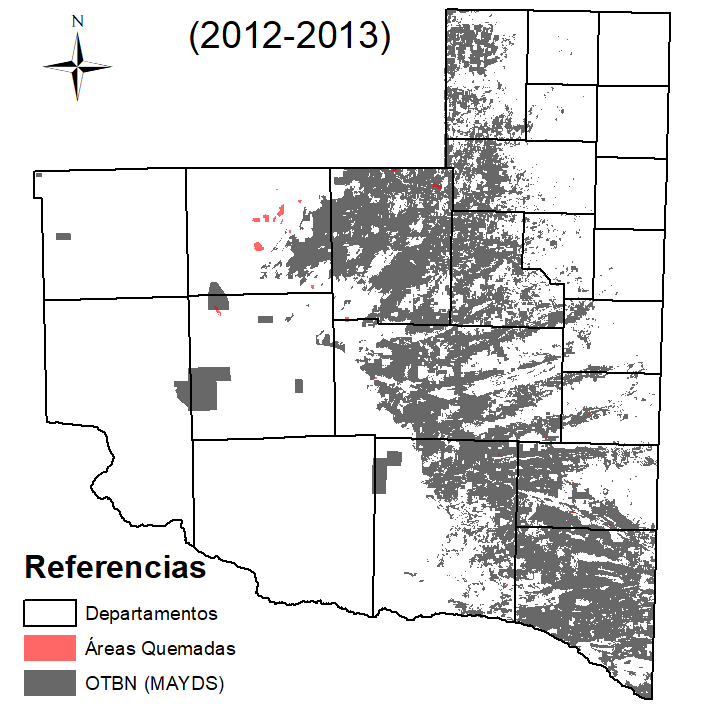 N
(2012-2013)
Referencias
Departamentos
Áreas Quemadas
OTBN (MAYDS)